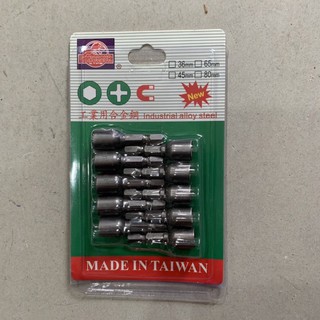 □36mm □65mm
□45mm □80mm
New
工業用合金鋼 Industrial alloy steel
MADE IN TAIWAN